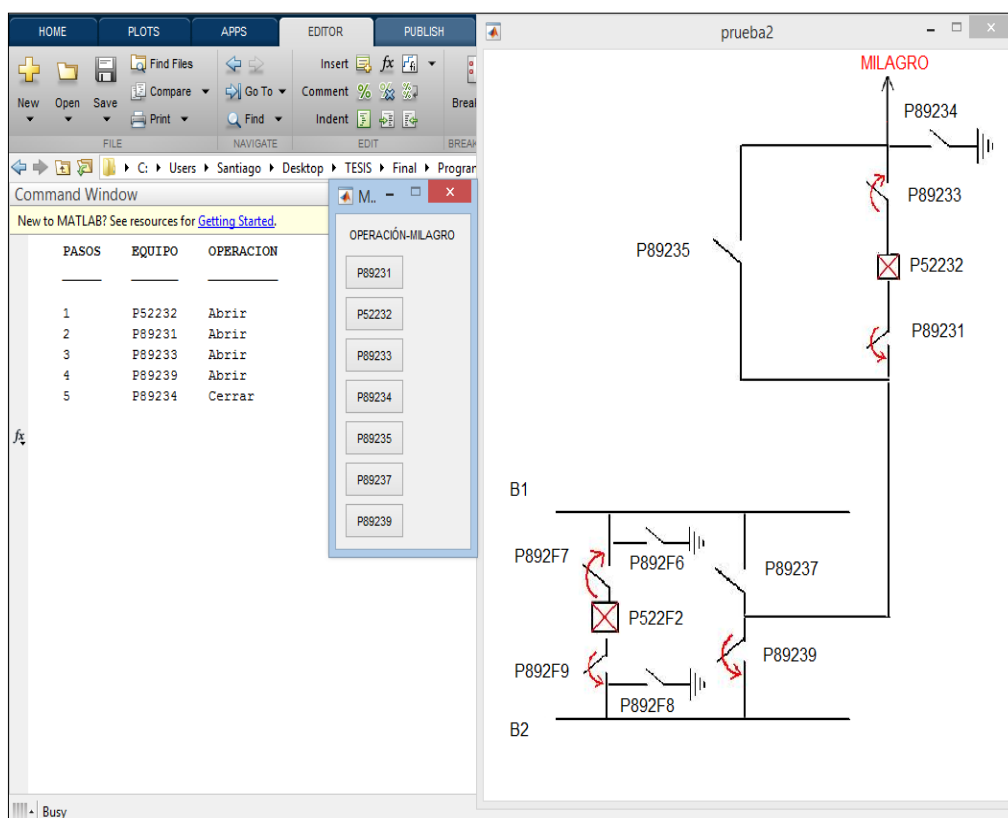 HOME PLOTS APPS EDITOR PUBLISH
New Open Save
Find Files
Compare
Print
Go To
Find
Insert fx
Comment
Indent
FILE NAVIGATE EDIT
C: Users Santiago Desktop TESIS Final
Command Window
New to MATLAB? See resources for Getting Started.
PASOS EQUIPO OPERACION
1 P52232 Abrir
2 P89231 Abrir
3 P89233 Abrir
4 P89239 Abrir
5 P89234 Cerrar
fx
Busy
M..
OPERACIÓN-MILAGRO
P89231
P52232
P89233
P89234
P89235
P89237
P89239
prueba2
MILAGRO
P89234
P89233
P89235
P52232
P89231
B1
P892F7
P892F6
P89237
P522F2
P892F9
P89239
P892F8
B2